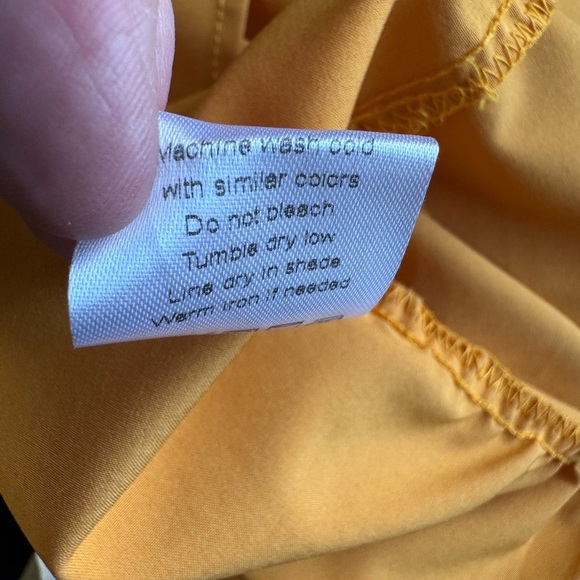 Machine wash cold
with similar colors
Do not bleach
Tumble dry low
Line dry in shade
Warm iron if needed